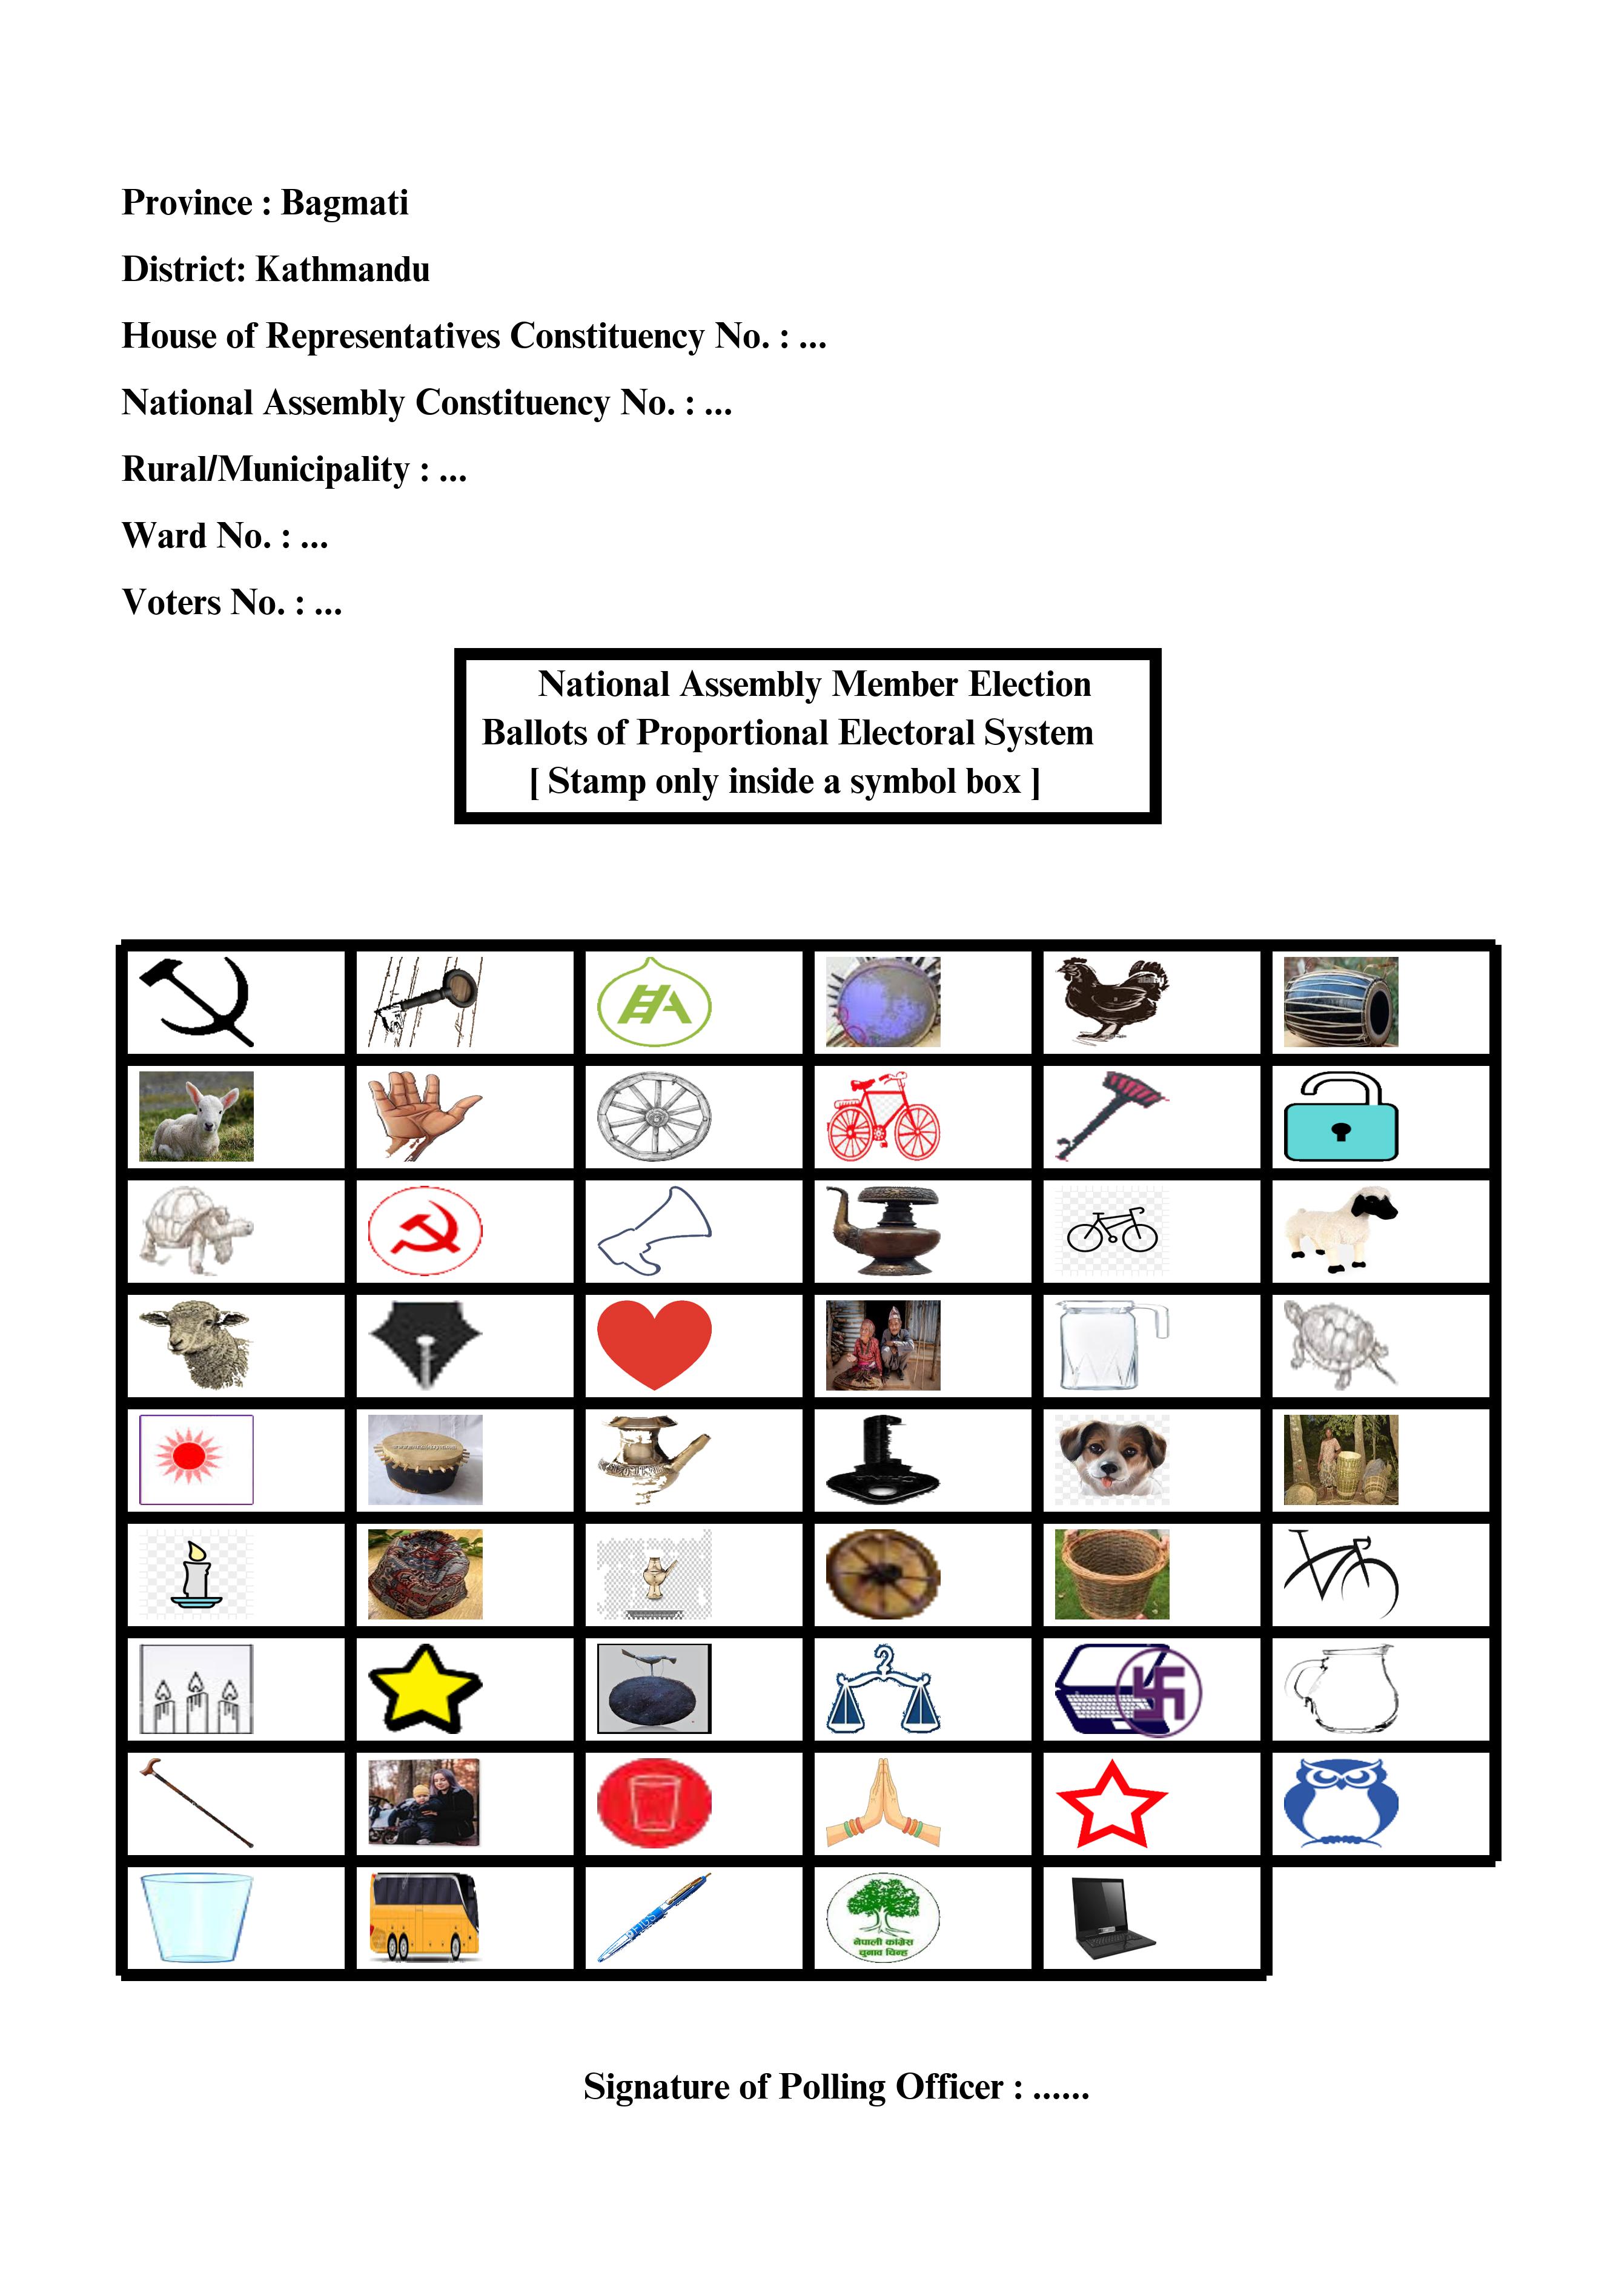 Province : Bagmati
District: Kathmandu
House of Representatives Constituency No. : ...
National Assembly Constituency No. : ...
Rural/Municipality : ...
Ward No. : ...
Voters No. : ...
National Assembly Member Election
Ballots of Proportional Electoral System
[ Stamp only inside a symbol box ]
नेपाली कांग्रेस
चुनाव चिन्ह
Signature of Polling Officer : ......